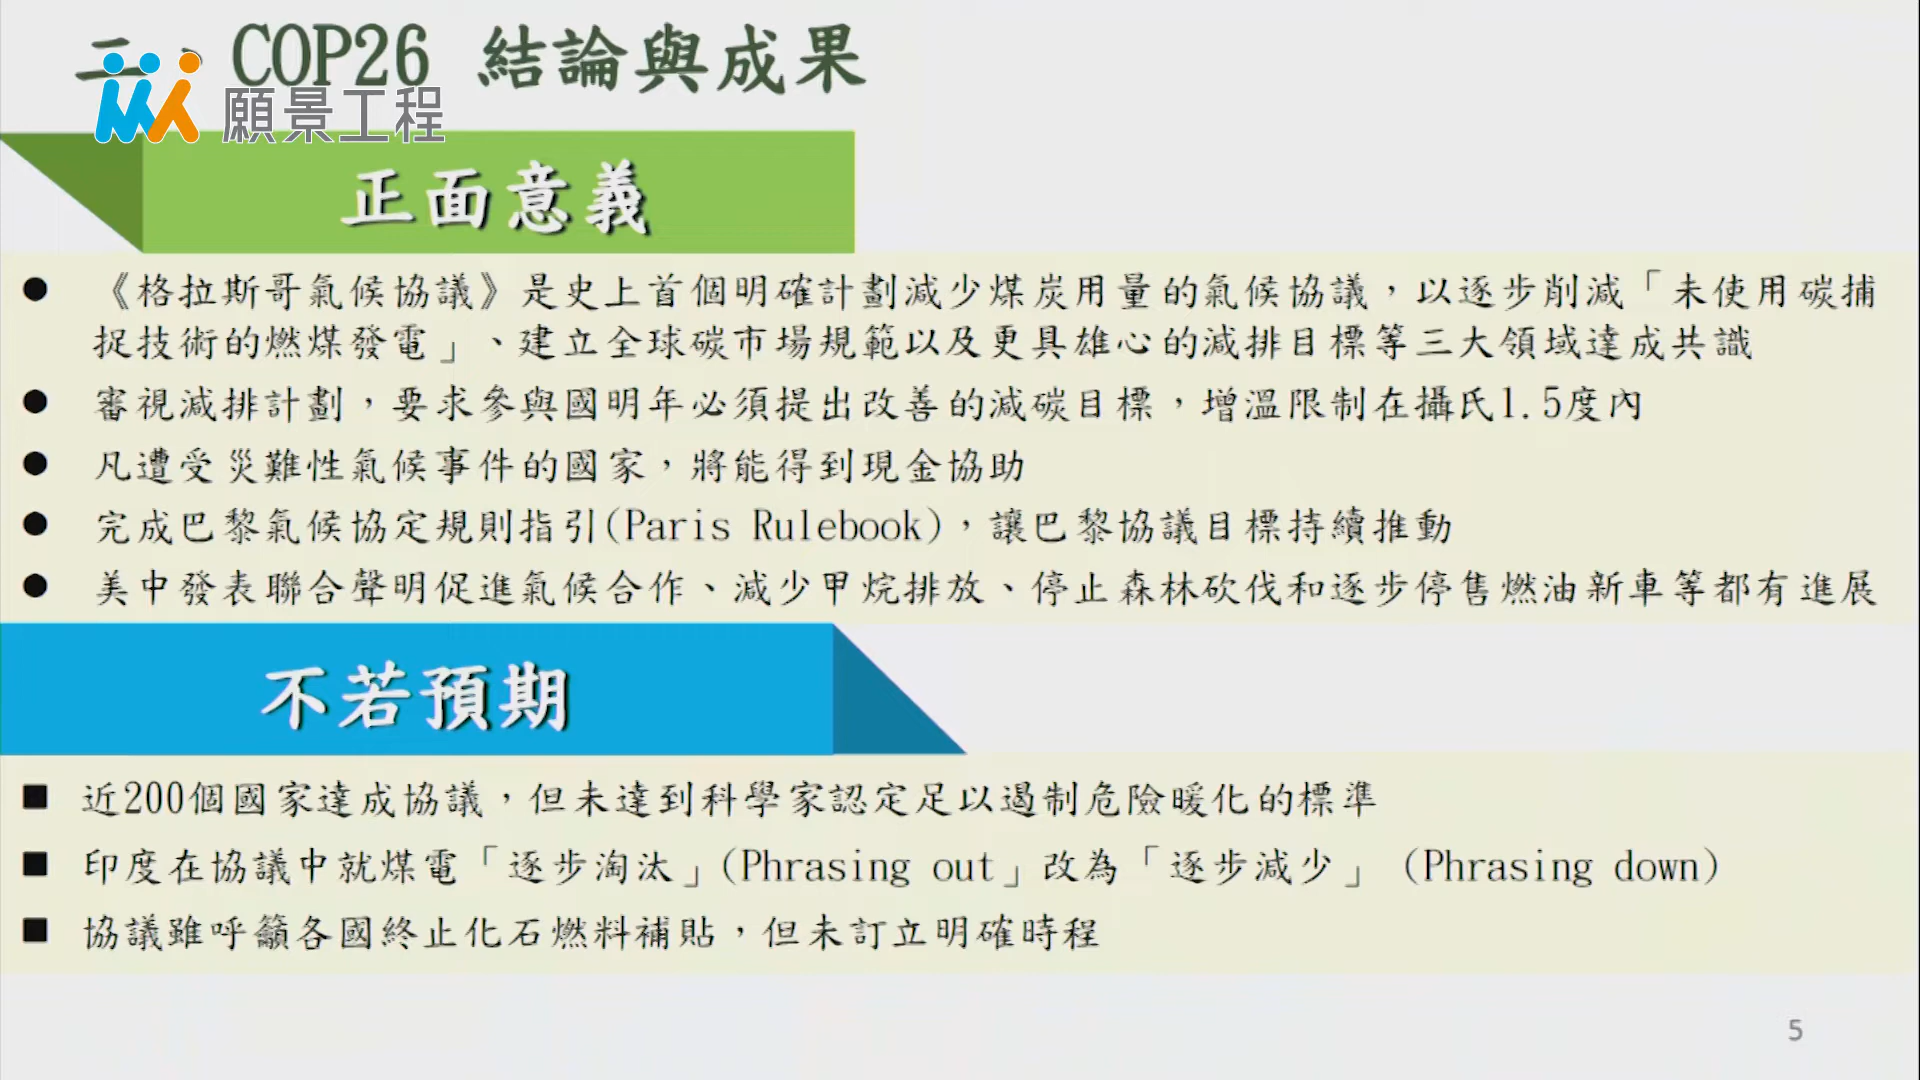 COP26 結論與成果
願景工程
正面意義
● 《格拉斯哥氣候協議》是史上首個明確計劃減少煤炭用量的氣候協議，以逐步削減「未使用碳捕
捉技術的燃煤發電」、建立全球碳市場規範以及更具雄心的減排目標等三大領域達成共識
● 審視減排計劃，要求參與國明年必須提出改善的減碳目標，增溫限制在攝氏1.5度內
● 凡遭受災難性氣候事件的國家，將能得到現金協助
● 完成巴黎氣候協定規則指引(Paris Rulebook)，讓巴黎協議目標持續推動
● 美中發表聯合聲明促進氣候合作、減少甲烷排放、停止森林砍伐和逐步停售燃油新車等都有進展
不若預期
■ 近200個國家達成協議，但未達到科學家認定足以遏制危險暖化的標準
■ 印度在協議中就煤電「逐步淘汰」(Phrasing out」改為「逐步減少」 (Phrasing down)
■ 協議雖呼籲各國終止化石燃料補貼，但未訂立明確時程
5